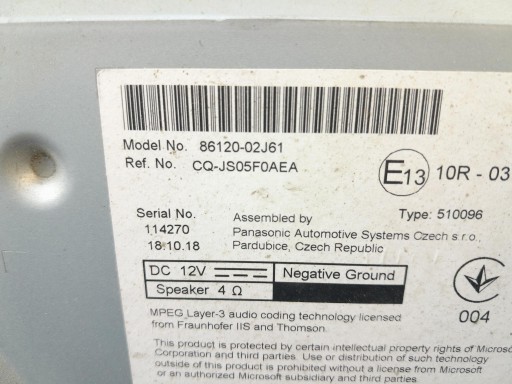 Model No. 86120-02J61
Ref. No. CQ-JS05F0AEA
E13 10R - 03
Serial No. Assembled by Type: 510096
114270 Panasonic Automotive Systems Czech s.r.o.,
18.10.18 Pardubice, Czech Republic
DC 12V Negative Ground
Speaker 4 Ω
004
MPEG Layer-3 audio coding technology licensed
from Fraunhofer IIS and Thomson.
This product is protected by certain intellectual property rights of Microsoft
Corporation and third parties. Use or distribution of such technology
outside of this product is prohibited without a license from Microsoft
or an authorized Microsoft subsidiary and third parties.